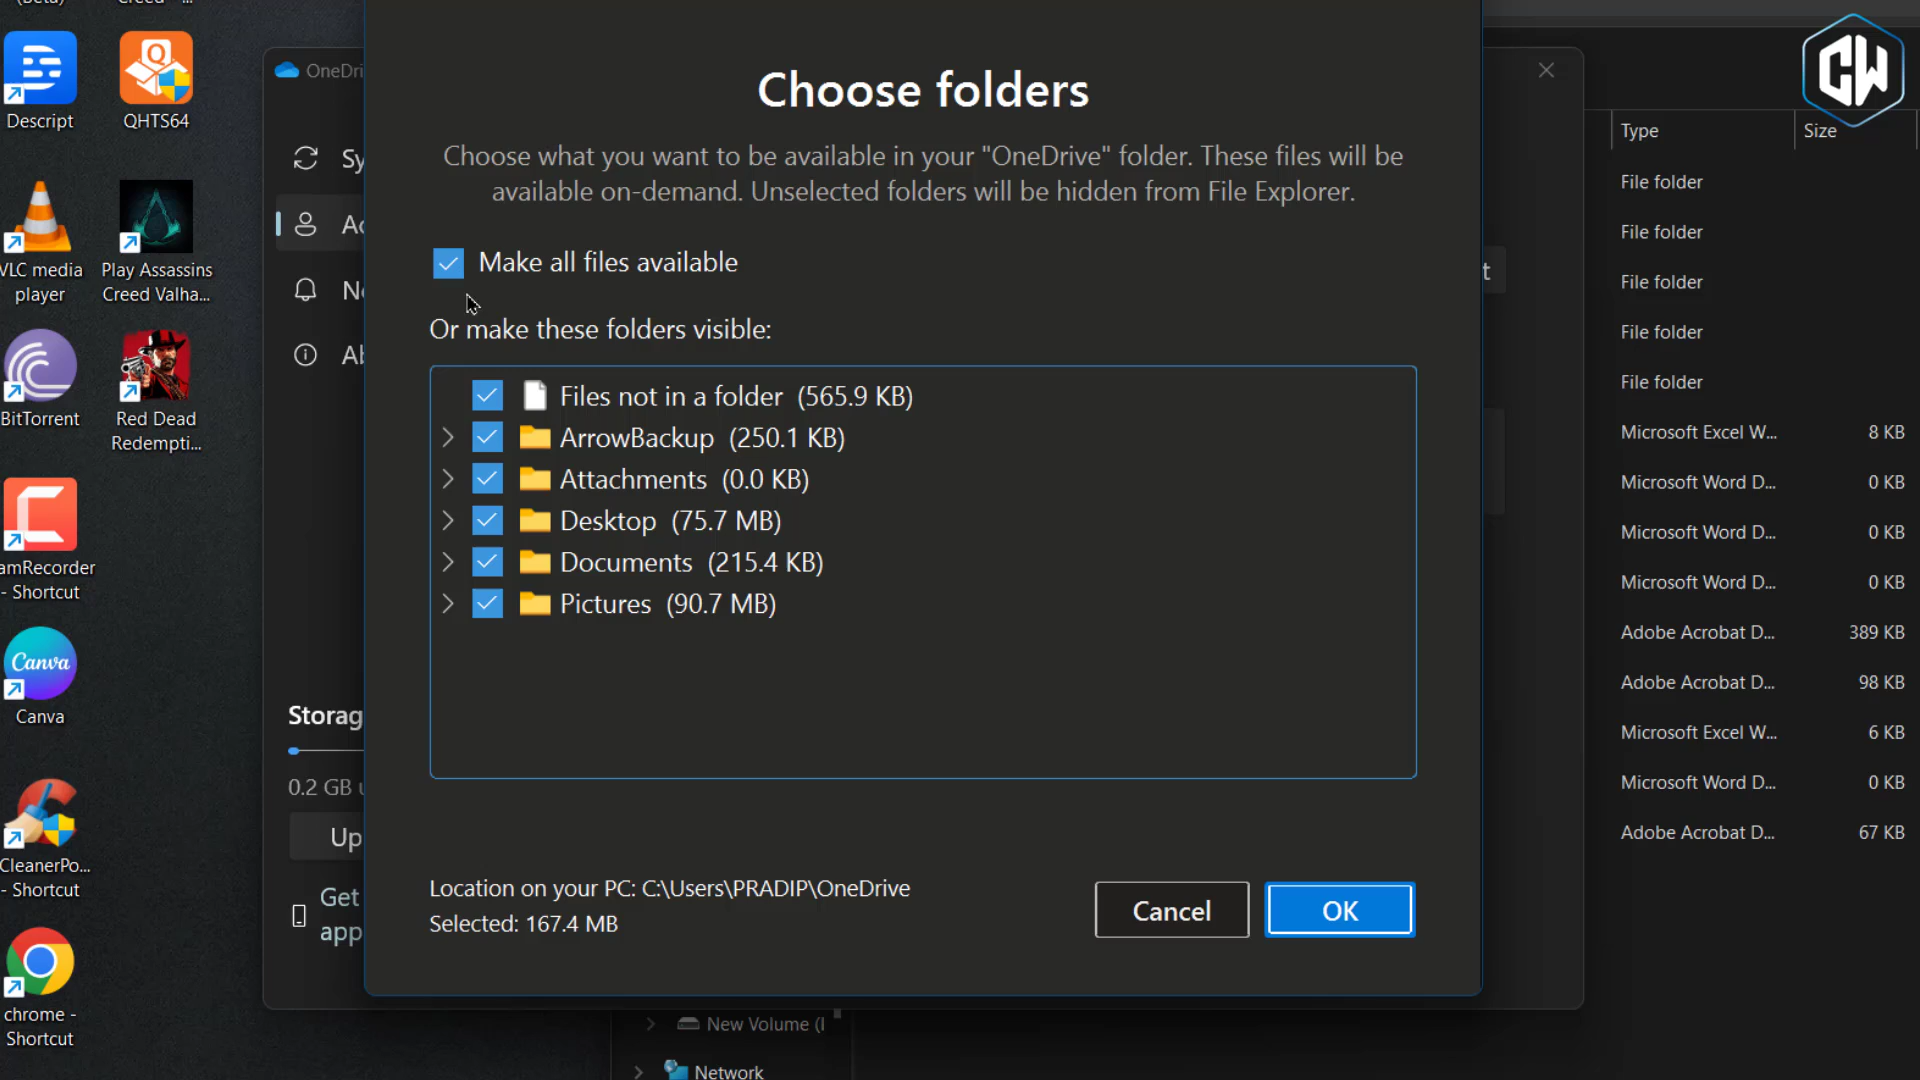 (Beta)
Creed - ...
Descript
QHTS64
VLC media
player
Play Assassins
Creed Valha...
BitTorrent
Red Dead
Redempti...
amRecorder
- Shortcut
Canva
Canva
CleanerPo...
- Shortcut
chrome -
Shortcut
OneDri
Sy
Ac
No
Ab
Storag
0.2 GB u
Up
Get
app
Choose folders
Choose what you want to be available in your "OneDrive" folder. These files will be
available on-demand. Unselected folders will be hidden from File Explorer.
Make all files available
Or make these folders visible:
Files not in a folder (565.9 KB)
ArrowBackup (250.1 KB)
Attachments (0.0 KB)
Desktop (75.7 MB)
Documents (215.4 KB)
Pictures (90.7 MB)
Location on your PC: C:\Users\PRADIP\OneDrive
Selected: 167.4 MB
Cancel
OK
t
New Volume (
Network
CW
Type
Size
File folder
File folder
File folder
File folder
File folder
Microsoft Excel W... 8 KB
Microsoft Word D... 0 KB
Microsoft Word D... 0 KB
Microsoft Word D... 0 KB
Adobe Acrobat D... 389 KB
Adobe Acrobat D... 98 KB
Microsoft Excel W... 6 KB
Microsoft Word D... 0 KB
Adobe Acrobat D... 67 KB